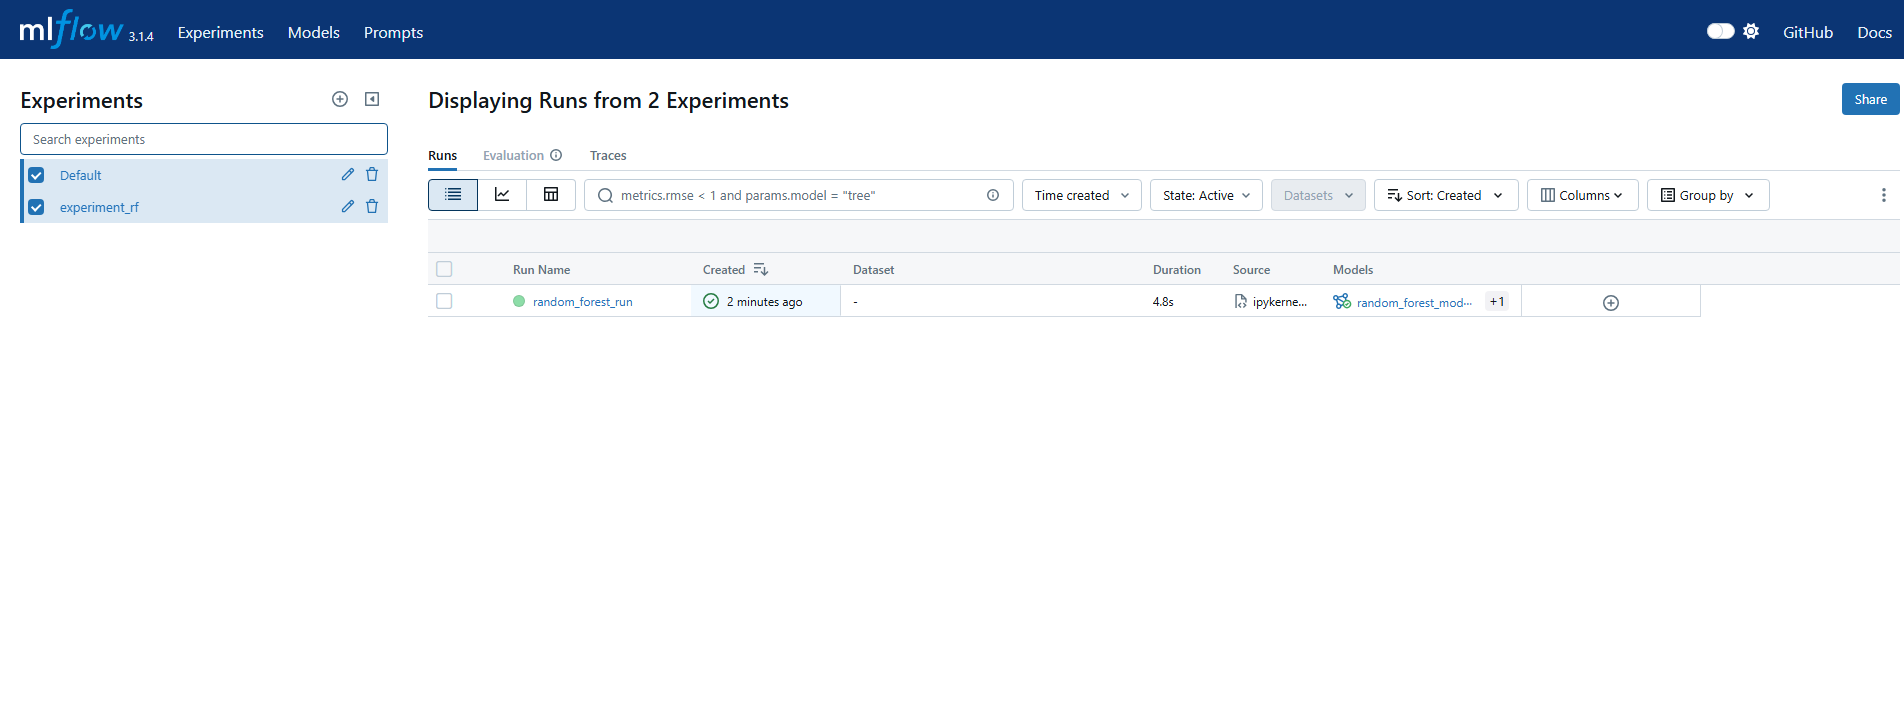 mlflow 3.1.4 Experiments Models Prompts GitHub Docs
Experiments
Search experiments
Default
experiment_rf
Displaying Runs from 2 Experiments
Share
Runs Evaluation Traces
metrics.rmse < 1 and params.model = "tree" Time created State: Active Datasets Sort: Created Columns Group by
Run Name Created Dataset Duration Source Models
random_forest_run 2 minutes ago - 4.8s ipykerne... random_forest_mod... +1